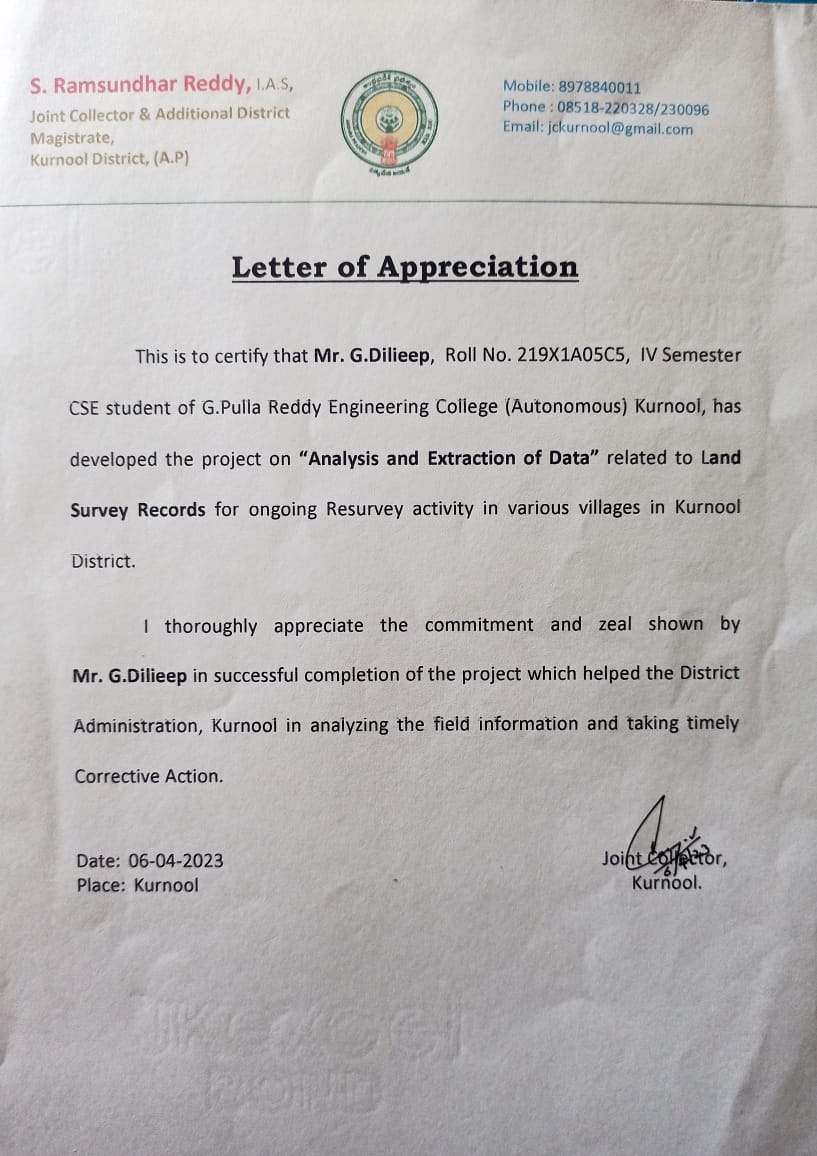 S. Ramsundhar Reddy, I.A.S,
Joint Collector & Additional District
Magistrate,
Kurnool District, (A.P)
Mobile: 8978840011
Phone : 08518-220328/230096
Email: jckurnool@gmail.com
Letter of Appreciation
This is to certify that Mr. G.Dilieep, Roll No. 219X1A05C5, IV Semester
CSE student of G.Pulla Reddy Engineering College (Autonomous) Kurnool, has
developed the project on “Analysis and Extraction of Data” related to Land
Survey Records for ongoing Resurvey activity in various villages in Kurnool
District.
I thoroughly appreciate the commitment and zeal shown by
Mr. G.Dilieep in successful completion of the project which helped the District
Administration, Kurnool in analyzing the field information and taking timely
Corrective Action.
Date: 06-04-2023
Place: Kurnool
Joint Collector,
Kurnool.
JK excel
BOND